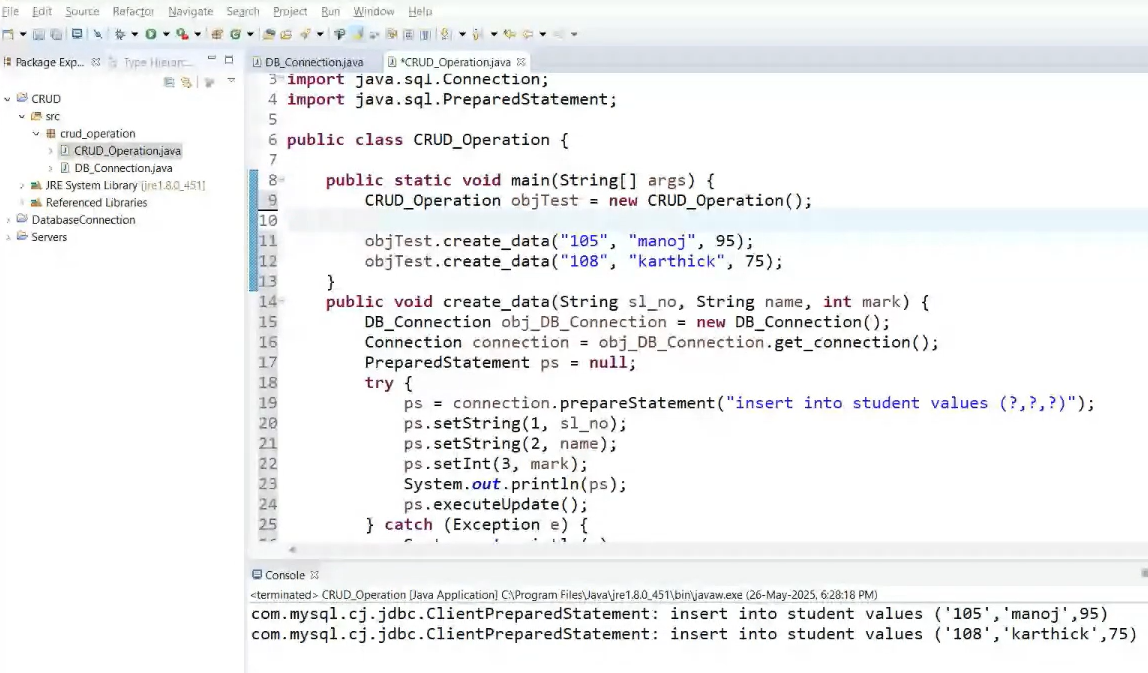 File Edit Source Refactor Navigate Search Project Run Window Help
Package Exp... Type Hierarc...
CRUD
src
crud_operation
CRUD_Operation.java
DB_Connection.java
JRE System Library [jre1.8.0_451]
Referenced Libraries
DatabaseConnection
Servers
DB_Connection.java *CRUD_Operation.java
3 import java.sql.Connection;
4 import java.sql.PreparedStatement;
5
6 public class CRUD_Operation {
7
8 public static void main(String[] args) {
9 CRUD_Operation objTest = new CRUD_Operation();
10
11 objTest.create_data("105", "manoj", 95);
12 objTest.create_data("108", "karthick", 75);
13 }
14 public void create_data(String sl_no, String name, int mark) {
15 DB_Connection obj_DB_Connection = new DB_Connection();
16 Connection connection = obj_DB_Connection.get_connection();
17 PreparedStatement ps = null;
18 try {
19 ps = connection.prepareStatement("insert into student values (?,?,?)");
20 ps.setString(1, sl_no);
21 ps.setString(2, name);
22 ps.setInt(3, mark);
23 System.out.println(ps);
24 ps.executeUpdate();
25 } catch (Exception e) {
Console
<terminated> CRUD_Operation [Java Application] C:\Program Files\Java\jre1.8.0_451\bin\javaw.exe (26-May-2025, 6:28:18 PM)
com.mysql.cj.jdbc.ClientPreparedStatement: insert into student values ('105','manoj',95)
com.mysql.cj.jdbc.ClientPreparedStatement: insert into student values ('108','karthick',75)